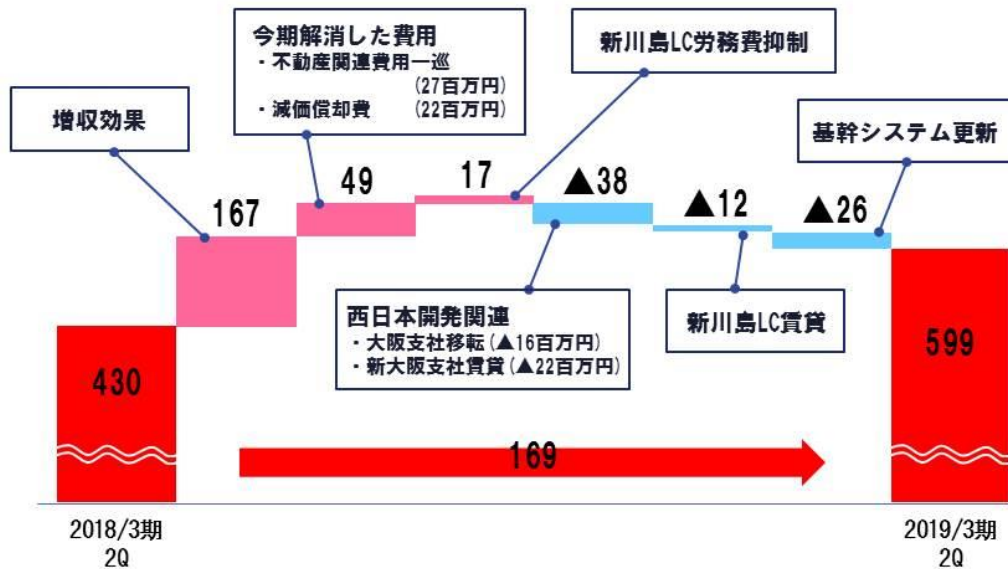 今期解消した費用
・不動産関連費用一巡
(27百万円)
・減価償却費 (22百万円)
新川島LC労務費抑制
増収効果
基幹システム更新
167
49
17
▲38
▲12
▲26
西日本開発関連
・大阪支社移転(▲16百万円)
・新大阪支社賃貸(▲22百万円)
新川島LC賃貸
430
599
169
2018/3期
2Q
2019/3期
2Q